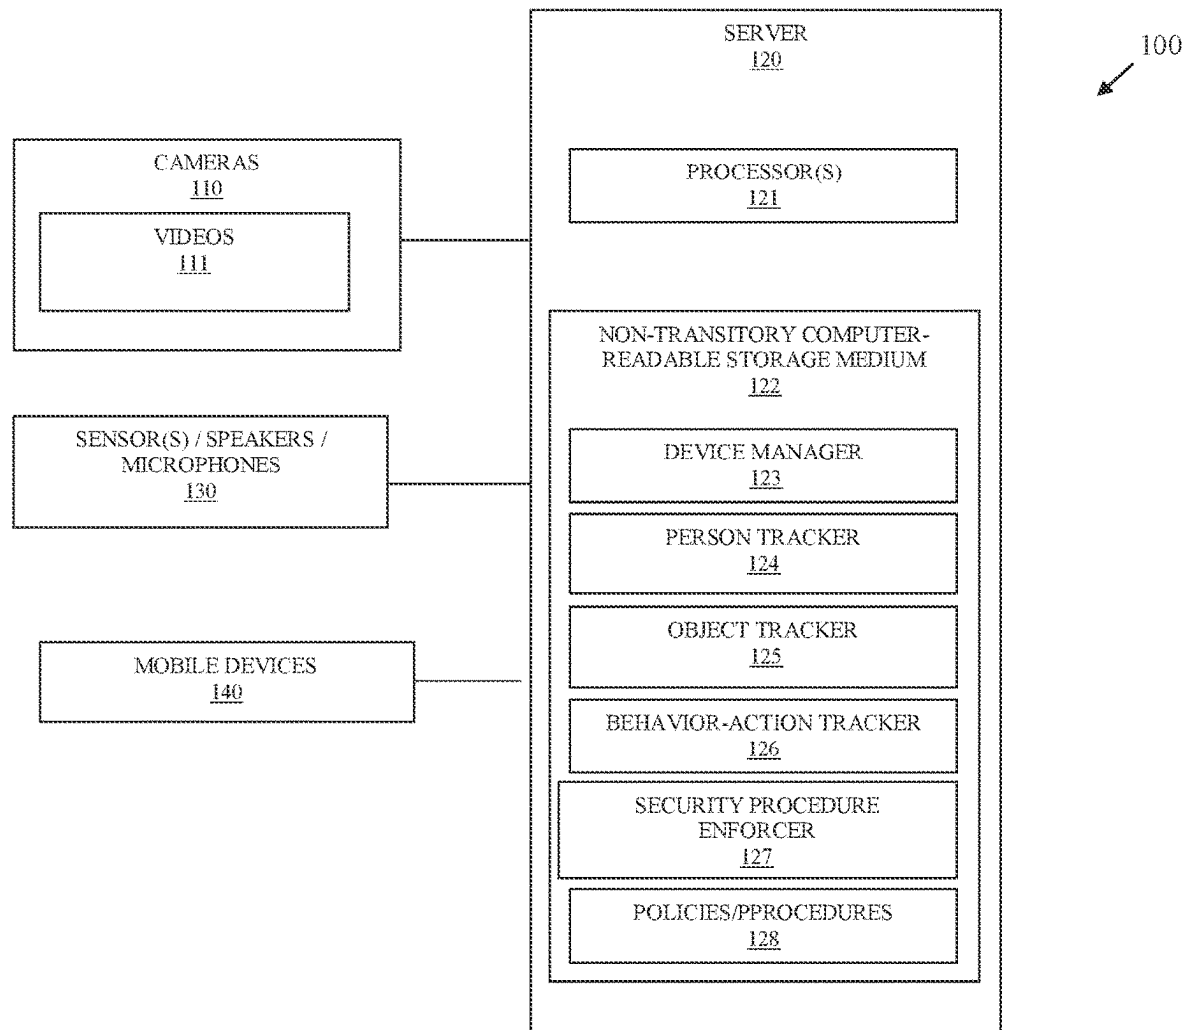 SERVER
120
100
CAMERAS
110
VIDEOS
111
PROCESSOR(S)
121
NON-TRANSITORY COMPUTER-
READABLE STORAGE MEDIUM
122
SENSOR(S) / SPEAKERS /
MICROPHONES
130
DEVICE MANAGER
123
PERSON TRACKER
124
OBJECT TRACKER
125
MOBILE DEVICES
140
BEHAVIOR-ACTION TRACKER
126
SECURITY PROCEDURE
ENFORCER
127
POLICIES/PPROCEDURES
128